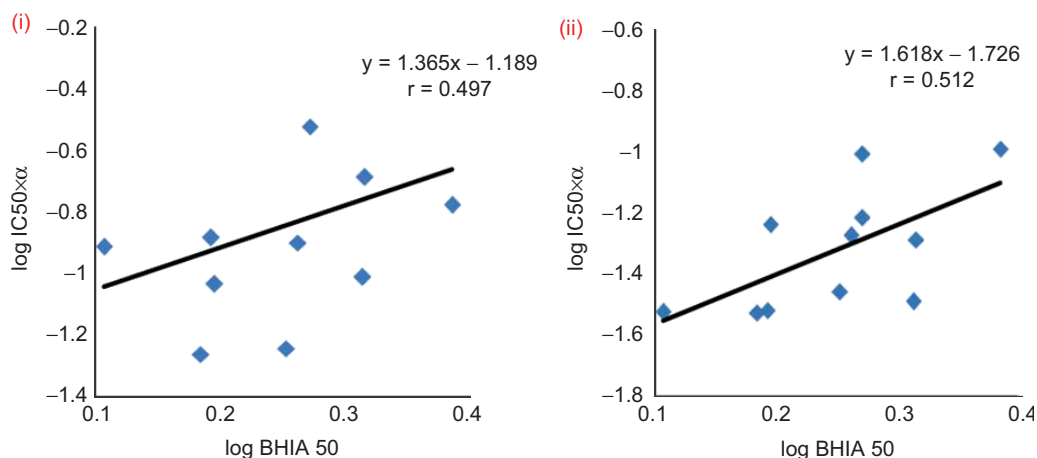 (i)
y = 1.365x – 1.189
r = 0.497
log IC50×α
–0.2
–0.4
–0.6
–0.8
–1
–1.2
–1.4
0.1 0.2 0.3 0.4
log BHIA 50
(ii)
y = 1.618x – 1.726
r = 0.512
log IC50×α
–0.6
–0.8
–1
–1.2
–1.4
–1.6
–1.8
0.1 0.2 0.3 0.4
log BHIA 50